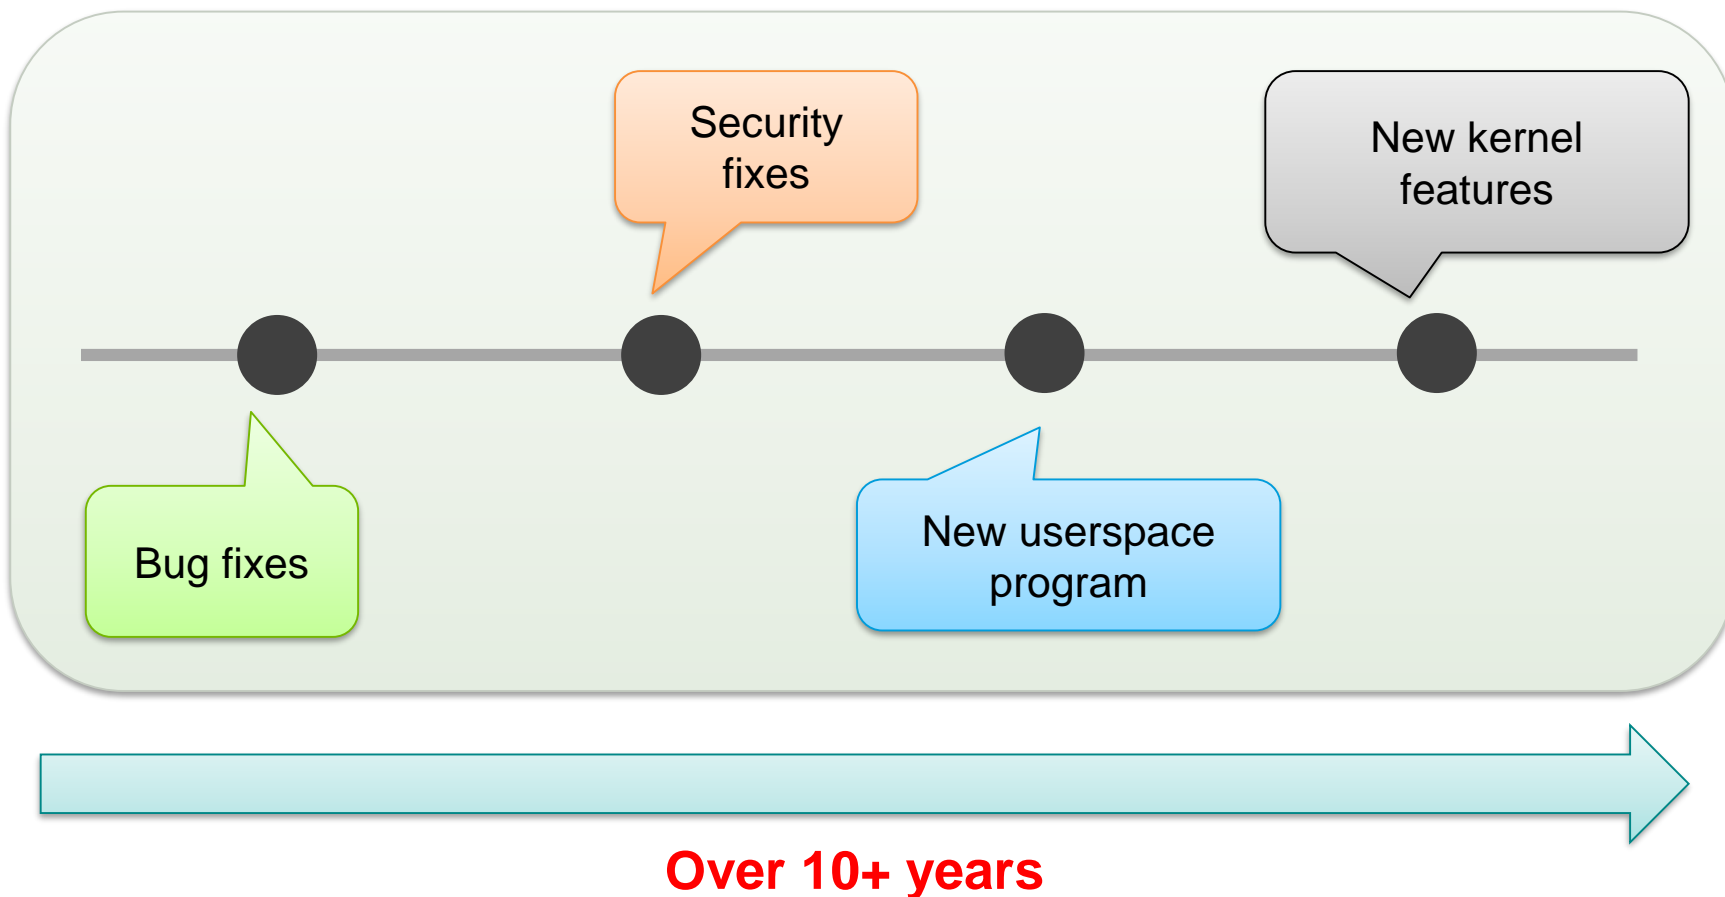 Security
fixes
New kernel
features
Bug fixes
New userspace
program
Over 10+ years